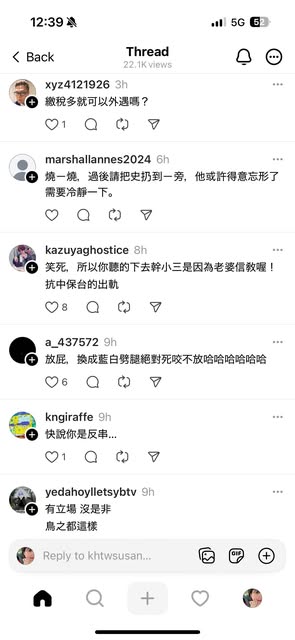 12:39
5G 52
Back
Thread
22.1K views
xyz4121926 3h
繳稅多就可以外遇嗎？
1
marshallannes2024 6h
燒一燒，過後請把史扔到一旁，他或許得意忘形了
需要冷靜一下。
kazuyaghostice 8h
笑死，所以你聽的下去幹小三是因為老婆信教喔！
抗中保台的出軌
8
a_437572 9h
放屁，換成藍白劈腿絕對死咬不放哈哈哈哈哈哈
6
kngiraffe 9h
快說你是反串...
1
yedahoylletsybtv 9h
有立場 沒是非
鳥之都這樣
Reply to khtwsusan...
GIF